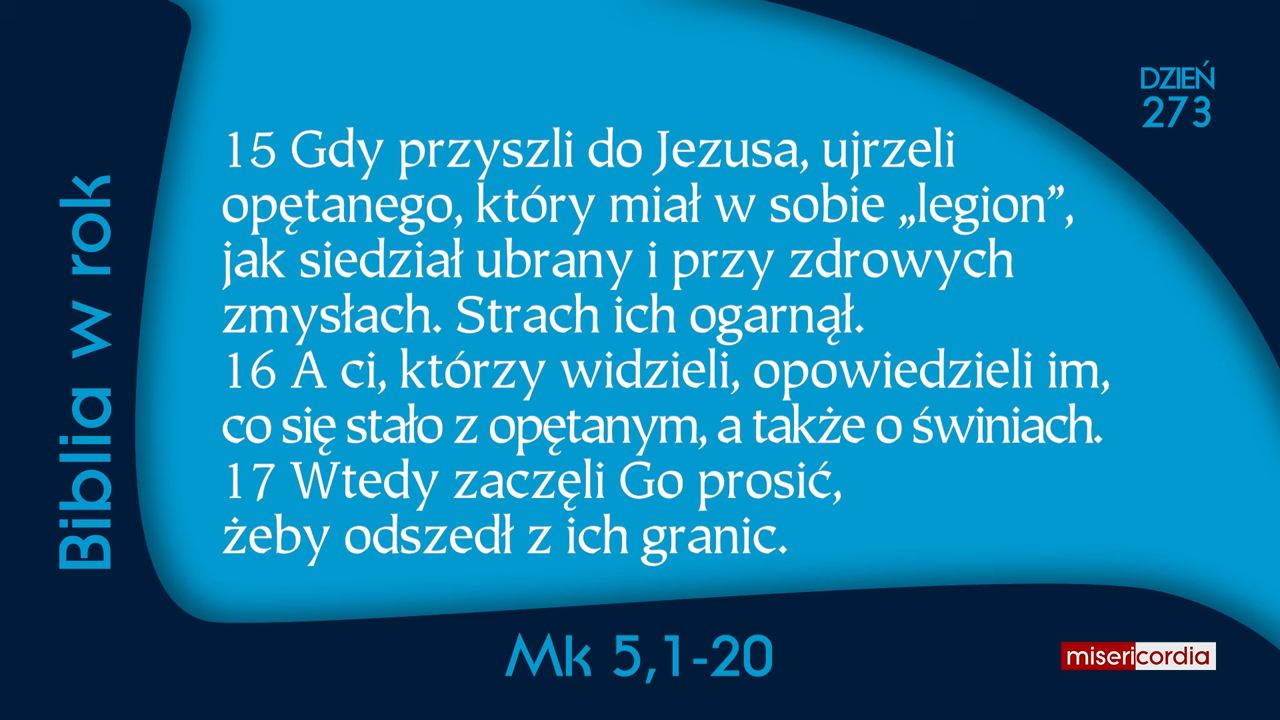 DZIEŃ
273
15 Gdy przyszli do Jezusa, ujrzeli
opętanego, który miał w sobie „legion”,
jak siedział ubrany i przy zdrowych
zmysłach. Strach ich ogarnął.
16 A ci, którzy widzieli, opowiedzieli im,
co się stało z opętanym, a także o świniach.
17 Wtedy zaczęli Go prosić,
żeby odszedł z ich granic.
Biblia w rok
Mk 5,1-20
misericordia